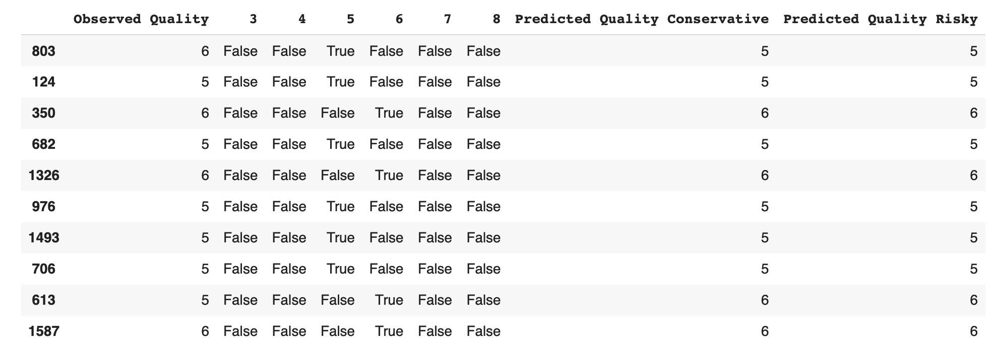 Observed Quality 3 4 5 6 7 8 Predicted Quality Conservative Predicted Quality Risky
803 6 False False True False False False 5 5
124 5 False False True False False False 5 5
350 6 False False False True False False 6 6
682 5 False False True False False False 5 5
1326 6 False False False True False False 6 6
976 5 False False True False False False 5 5
1493 5 False False True False False False 5 5
706 5 False False True False False False 5 5
613 5 False False False True False False 6 6
1587 6 False False False True False False 6 6